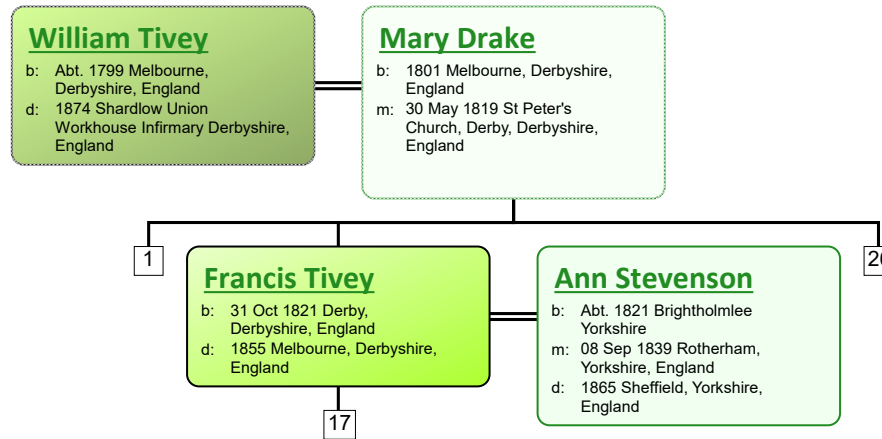 William Tivey
b: Abt. 1799 Melbourne,
Derbyshire, England
d: 1874 Shardlow Union
Workhouse Infirmary Derbyshire,
England
Mary Drake
b: 1801 Melbourne, Derbyshire,
England
m: 30 May 1819 St Peter's
Church, Derby, Derbyshire,
England
1
Francis Tivey
b: 31 Oct 1821 Derby,
Derbyshire, England
d: 1855 Melbourne, Derbyshire,
England
Ann Stevenson
b: Abt. 1821 Brightholmlee
Yorkshire
m: 08 Sep 1839 Rotherham,
Yorkshire, England
d: 1865 Sheffield, Yorkshire,
England
17